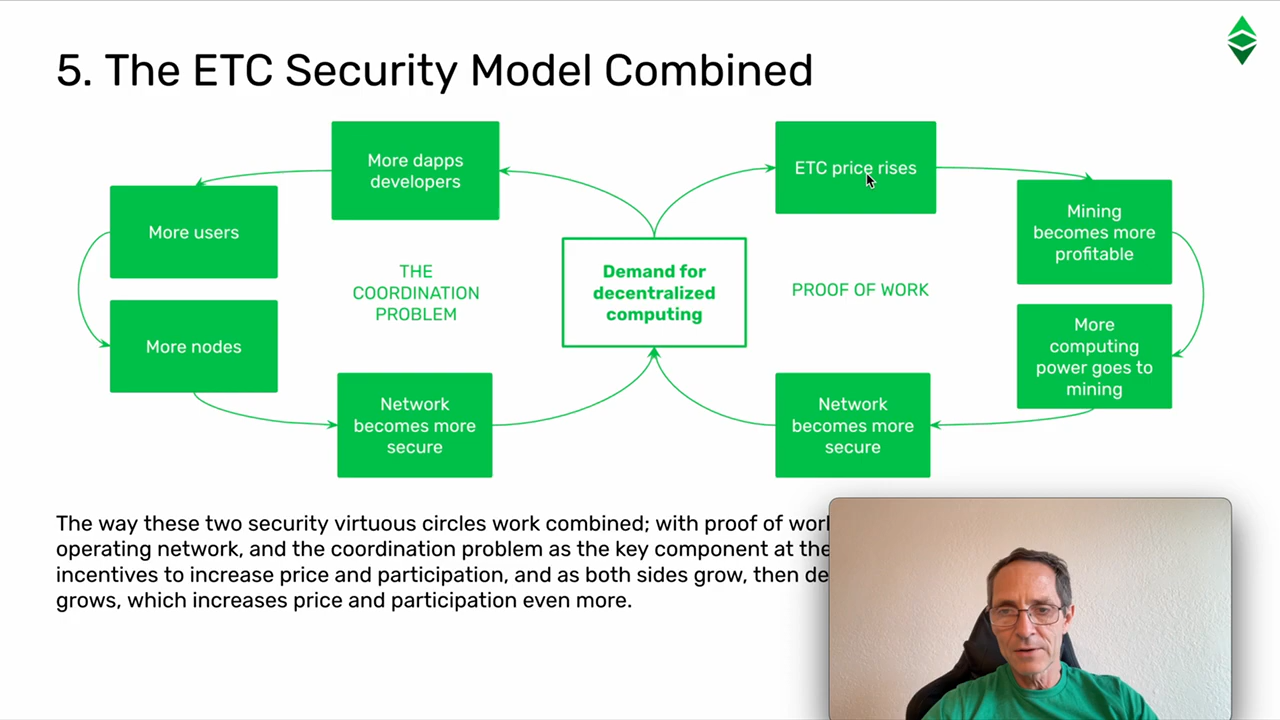 5. The ETC Security Model Combined
More dapps
developers
ETC price rises
More users
Mining
becomes more
profitable
THE
COORDINATION
PROBLEM
Demand for
decentralized
computing
PROOF OF WORK
More nodes
More
computing
power goes to
mining
Network
becomes more
secure
Network
becomes more
secure
The way these two security virtuous circles work combined; with proof of
operating network, and the coordination problem as the key component at the
incentives to increase price and participation, and as both sides grow, then
grows, which increases price and participation even more.